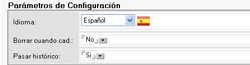 Parámetros de Configuración
Idioma: Español
Borrar cuando cad.: No
Pasar histórico: Si